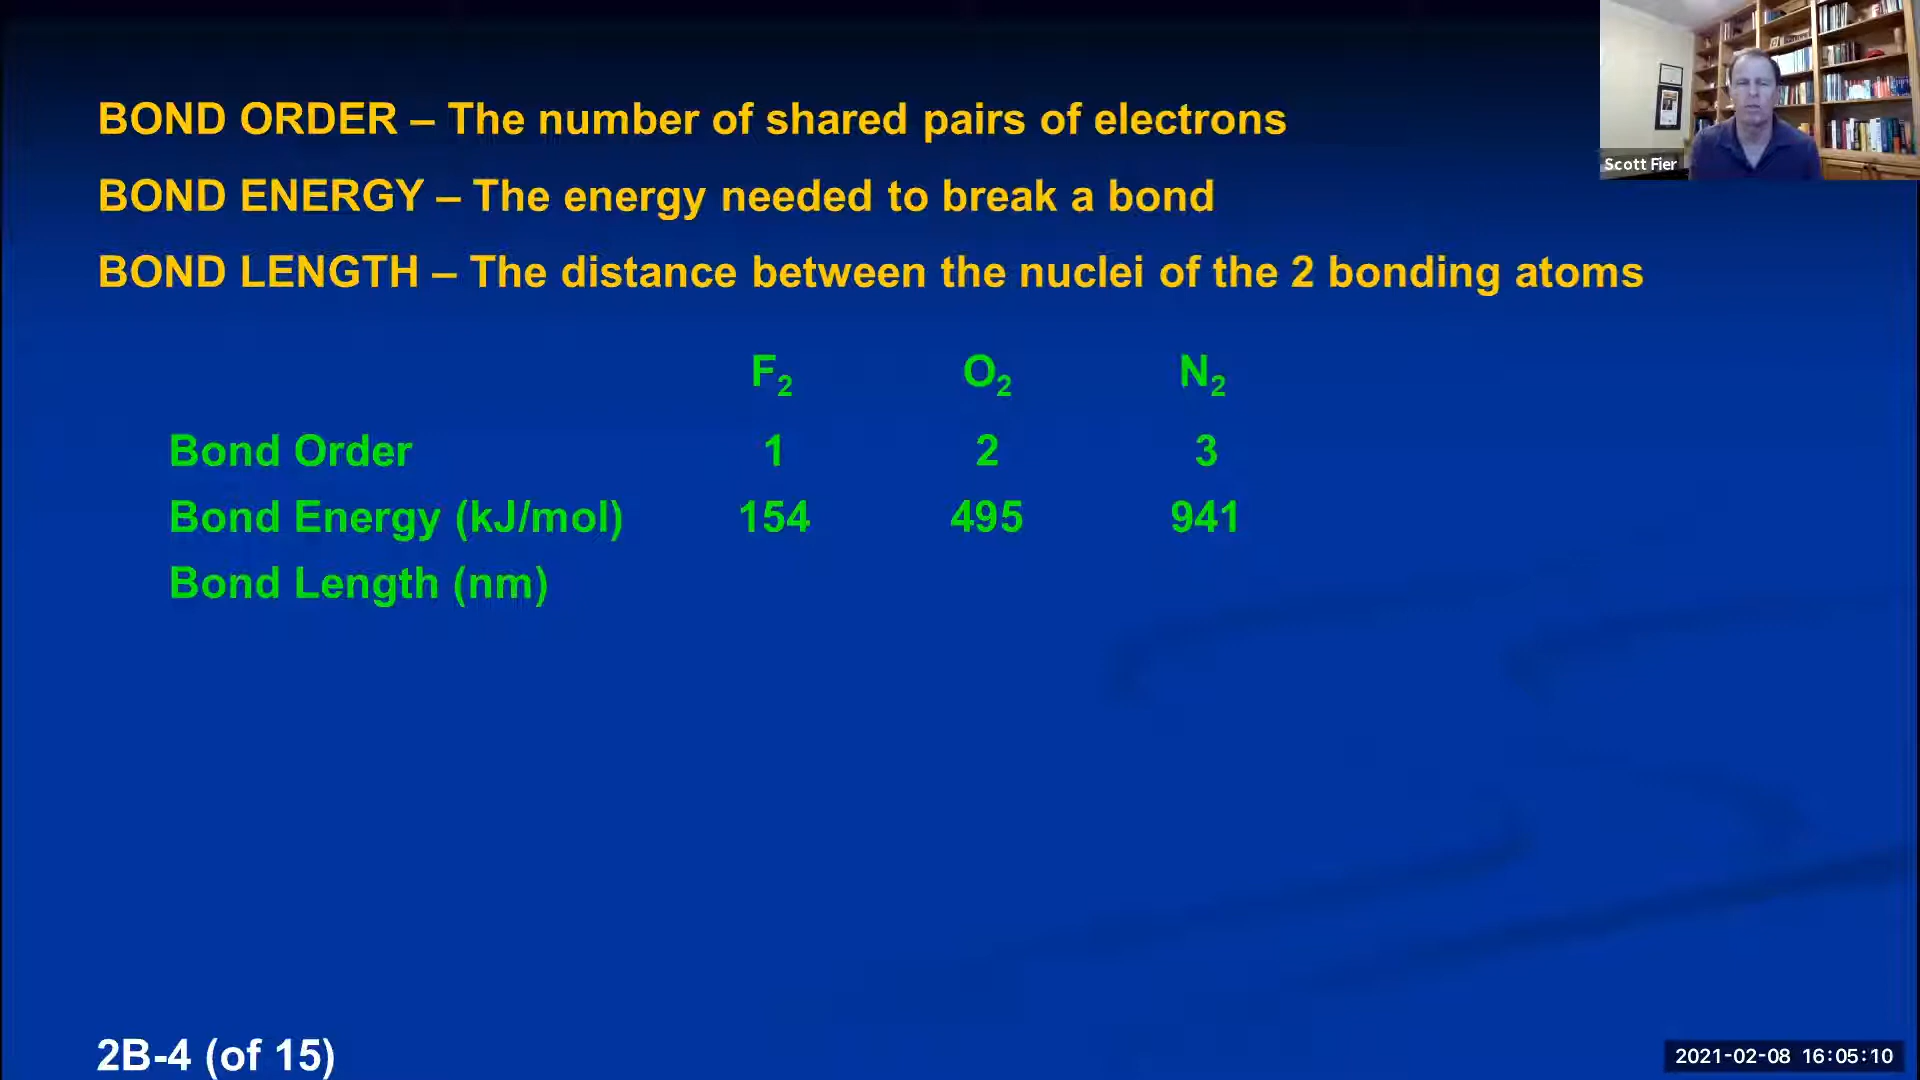 BOND ORDER – The number of shared pairs of electrons
Scott Fier
BOND ENERGY – The energy needed to break a bond
BOND LENGTH – The distance between the nuclei of the 2 bonding atoms
F₂ O₂ N₂
Bond Order 1 2 3
Bond Energy (kJ/mol) 154 495 941
Bond Length (nm)
2B-4 (of 15)
2021-02-08 16:05:10